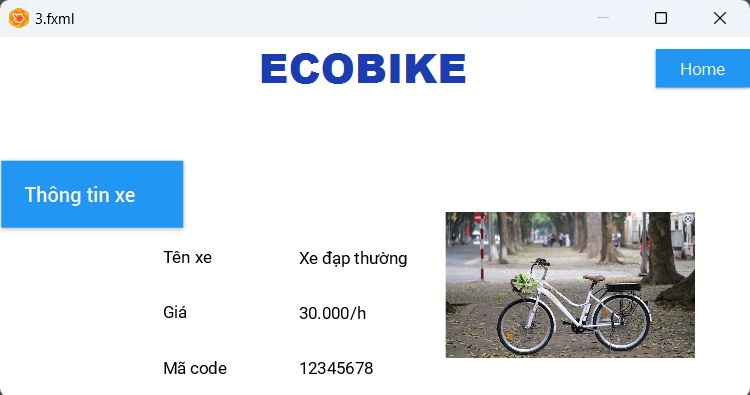 3.fxml
ECOBIKE
Home
Thông tin xe
Tên xe Xe đạp thường
Giá 30.000/h
Mã code 12345678